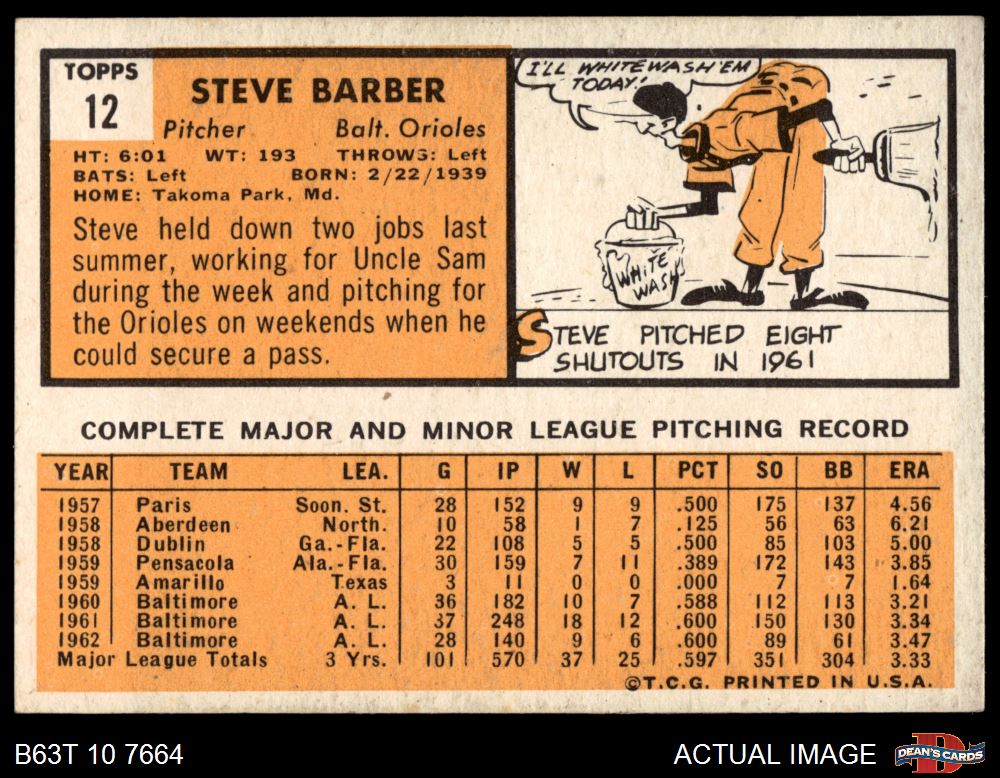 TOPPS
12
STEVE BARBER
Pitcher Balt. Orioles
HT: 6:01 WT: 193 THROWS: Left
BATS: Left BORN: 2/22/1939
HOME: Takoma Park, Md.
Steve held down two jobs last
summer, working for Uncle Sam
during the week and pitching for
the Orioles on weekends when he
could secure a pass.
I'LL WHITEWASH 'EM
TODAY!
WHITE
WASH
STEVE PITCHED EIGHT
SHUTOUTS IN 1961
COMPLETE MAJOR AND MINOR LEAGUE PITCHING RECORD
YEAR TEAM LEA. G IP W L PCT SO BB ERA
1957 Paris Soon. St. 28 152 9 9 .500 175 137 4.56
1958 Aberdeen North. 10 58 1 7 .125 56 63 6.21
1958 Dublin Ga.-Fla. 22 108 5 5 .500 85 103 5.00
1959 Pensacola Ala.-Fla. 30 159 7 11 .389 172 143 3.85
1959 Amarillo Texas 3 11 0 0 .000 7 7 1.64
1960 Baltimore A. L. 36 182 10 7 .588 112 113 3.21
1961 Baltimore A. L. 37 248 18 12 .600 150 130 3.34
1962 Baltimore A. L. 28 140 9 6 .600 89 61 3.47
Major League Totals 3 Yrs. 101 570 37 25 .597 351 304 3.33
©T.C.G. PRINTED IN U.S.A.
B63T 10 7664 ACTUAL IMAGE
D
DEAN'S CARDS